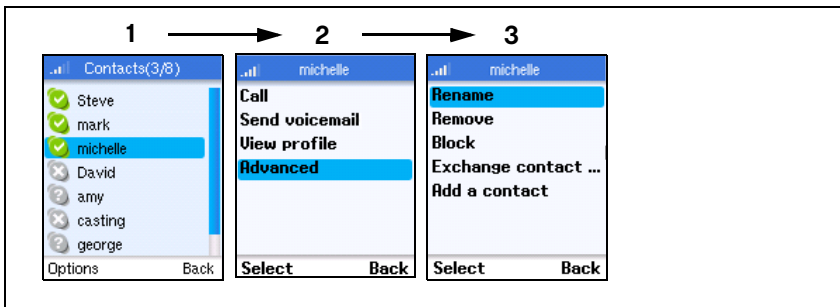 1 2 3
Contacts(3/8)
Steve
mark
michelle
David
amy
casting
george
Options Back
michelle
Call
Send voicemail
View profile
Advanced
Select Back
michelle
Rename
Remove
Block
Exchange contact ...
Add a contact
Select Back